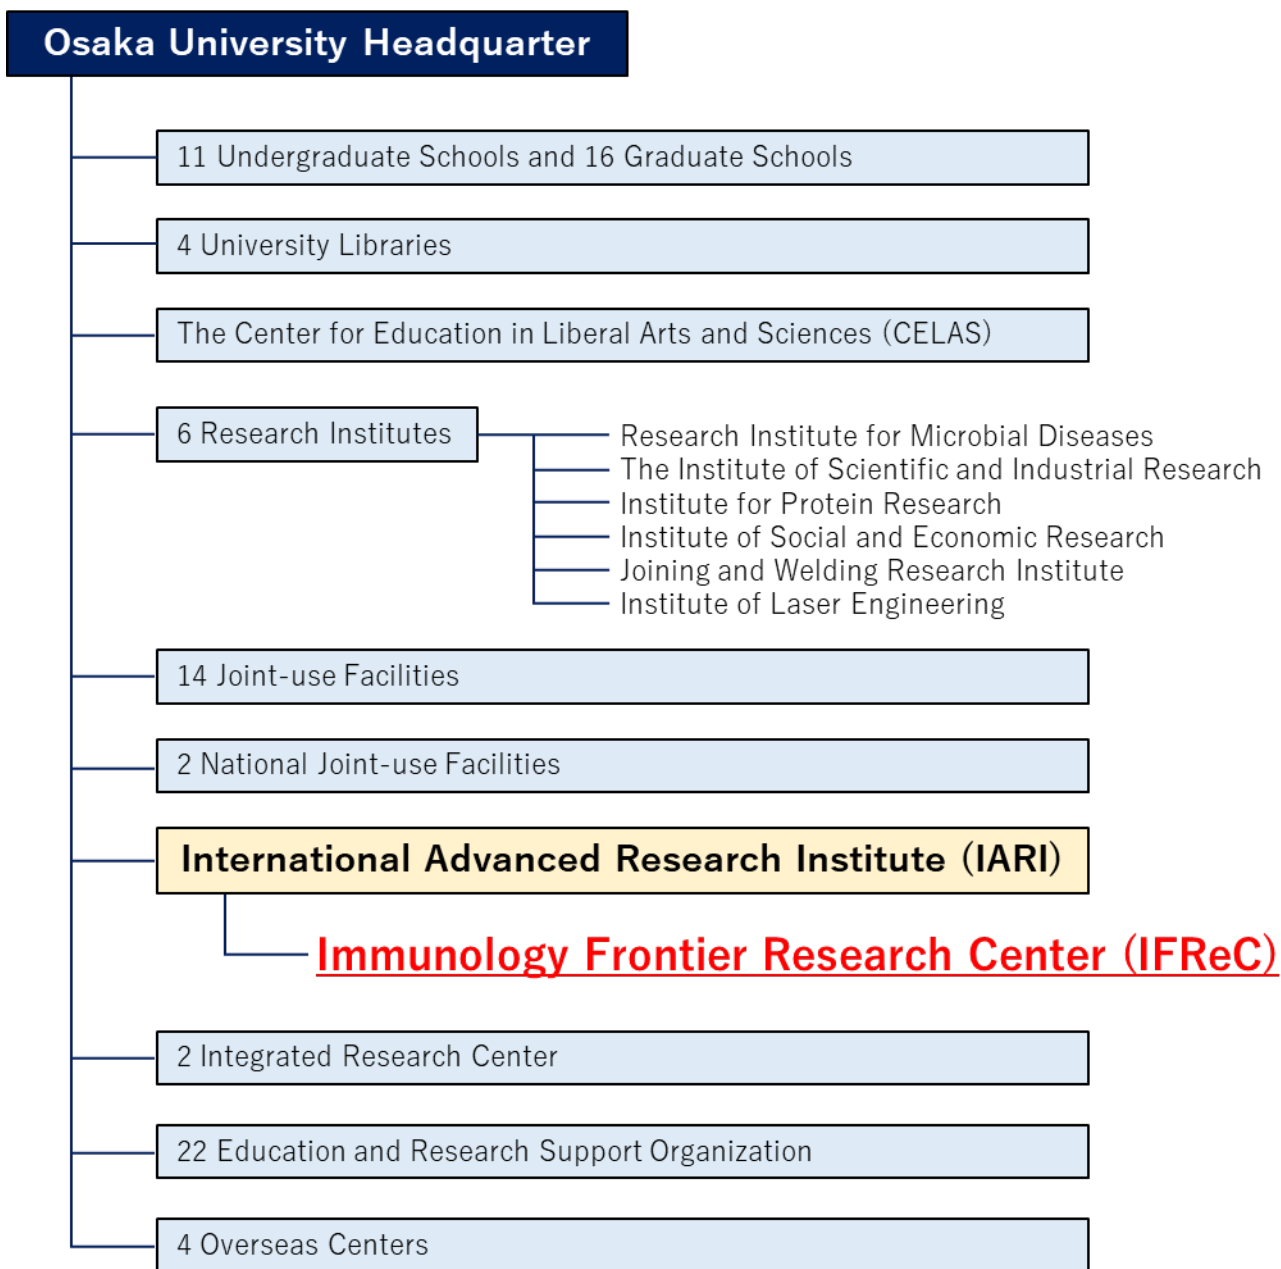 Osaka University Headquarter
11 Undergraduate Schools and 16 Graduate Schools
4 University Libraries
The Center for Education in Liberal Arts and Sciences (CELAS)
6 Research Institutes
Research Institute for Microbial Diseases
The Institute of Scientific and Industrial Research
Institute for Protein Research
Institute of Social and Economic Research
Joining and Welding Research Institute
Institute of Laser Engineering
14 Joint-use Facilities
2 National Joint-use Facilities
International Advanced Research Institute (IARI)
Immunology Frontier Research Center (IFReC)
2 Integrated Research Center
22 Education and Research Support Organization
4 Overseas Centers